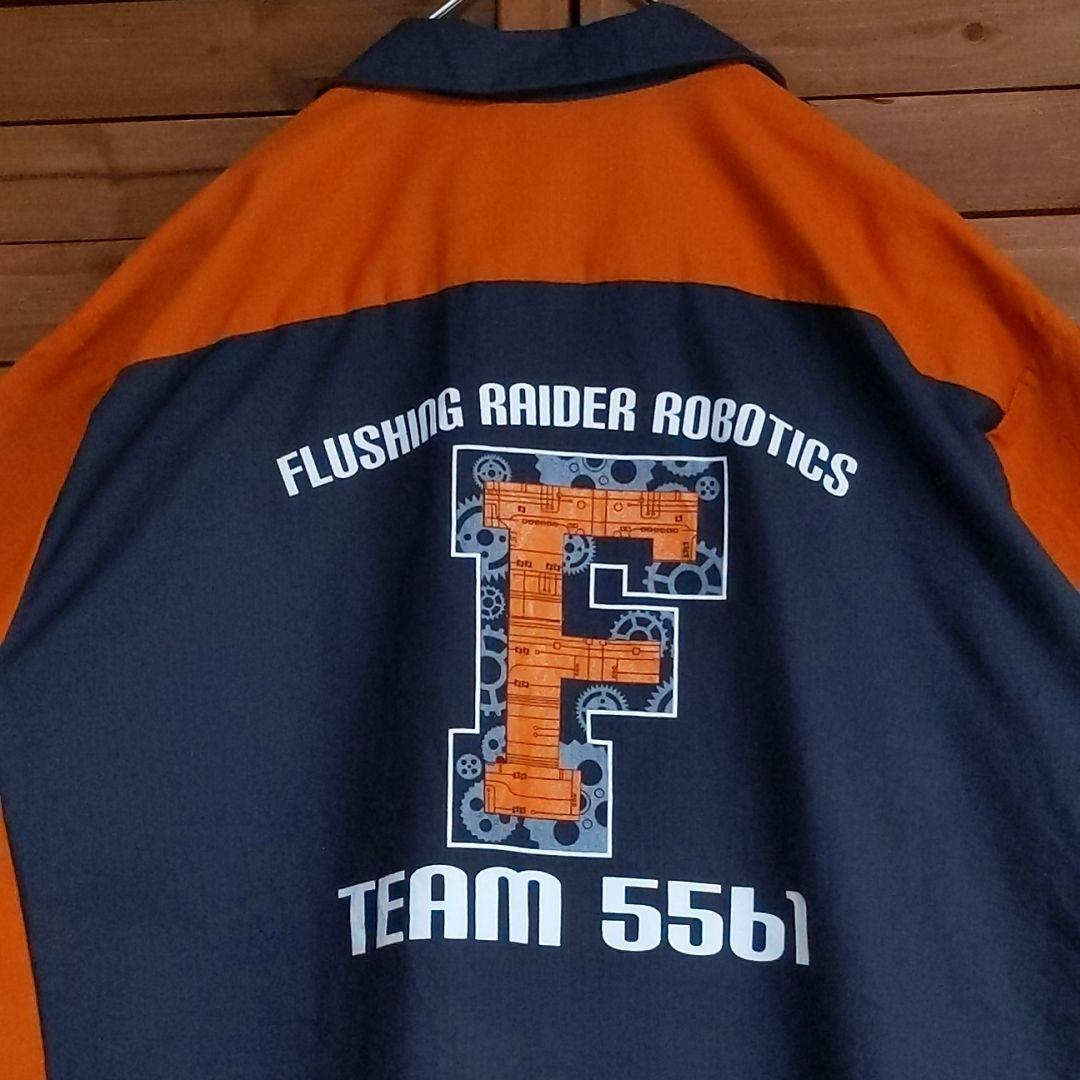 FLUSHING RAIDER ROBOTICS
F
TEAM 5561